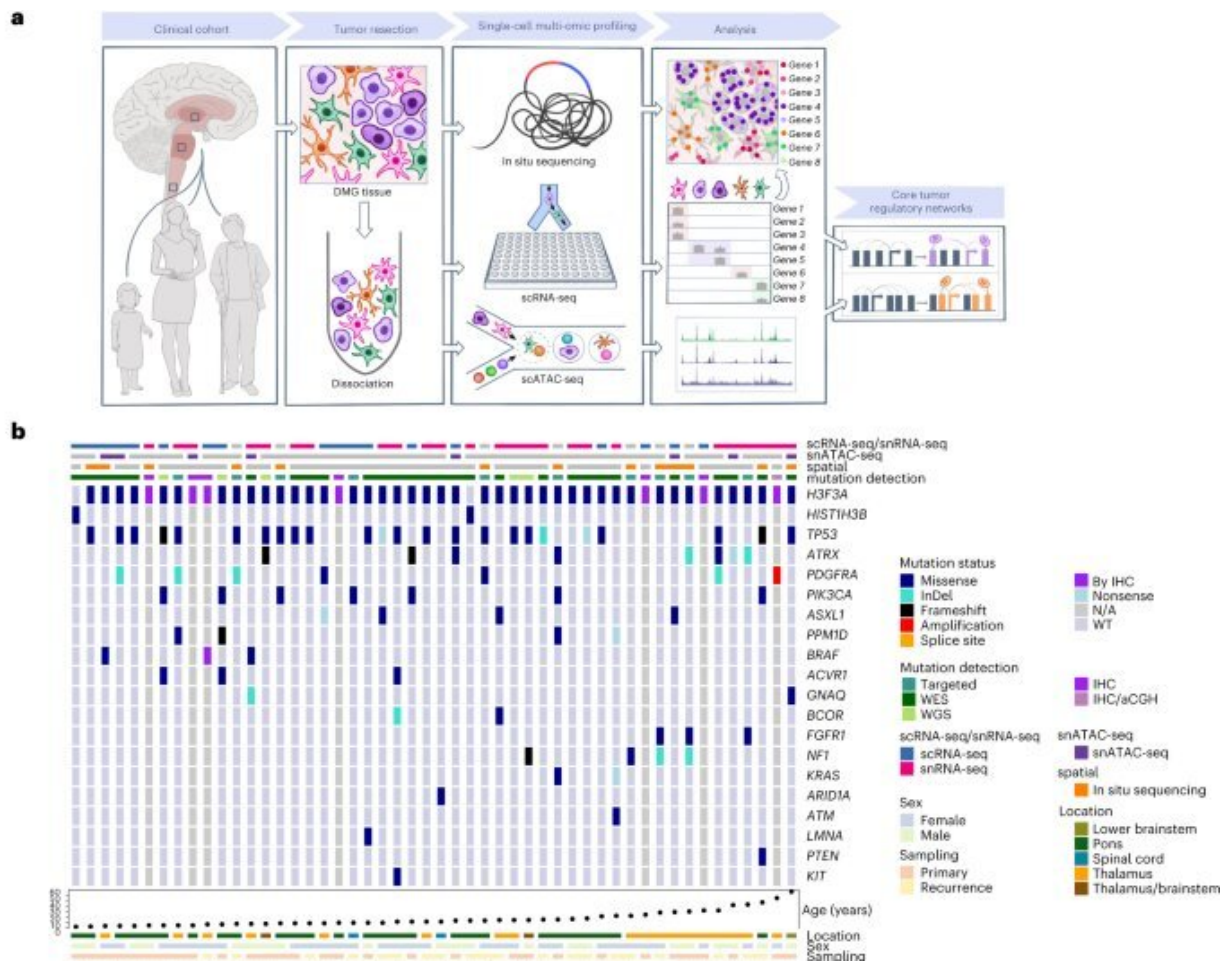 a
Clinical cohort
Tumor resection
Single-cell multi-omic profiling
Analysis
DMG tissue
Dissociation
In situ sequencing
scRNA-seq
scATAC-seq
Gene 1
Gene 2
Gene 3
Gene 4
Gene 5
Gene 6
Gene 7
Gene 8
Gene 1
Gene 2
Gene 3
Gene 4
Gene 5
Gene 6
Gene 7
Gene 8
Core tumor
regulatory networks
b
scRNA-seq/snRNA-seq
snATAC-seq
spatial
mutation detection
H3F3A
HIST1H3B
TP53
ATRX
PDGFRA
PIK3CA
ASXL1
PPM1D
BRAF
ACVR1
GNAQ
BCOR
FGFR1
NF1
KRAS
ARID1A
ATM
LMNA
PTEN
KIT
60
50
40
30
20
10
0
Age (years)
Location
Sex
Sampling
Mutation status
Missense
InDel
Frameshift
Amplification
Splice site
By IHC
Nonsense
N/A
WT
Mutation detection
Targeted
WES
WGS
IHC
IHC/aCGH
scRNA-seq/snRNA-seq
scRNA-seq
snRNA-seq
snATAC-seq
snATAC-seq
spatial
In situ sequencing
Sex
Female
Male
Sampling
Primary
Recurrence
Location
Lower brainstem
Pons
Spinal cord
Thalamus
Thalamus/brainstem